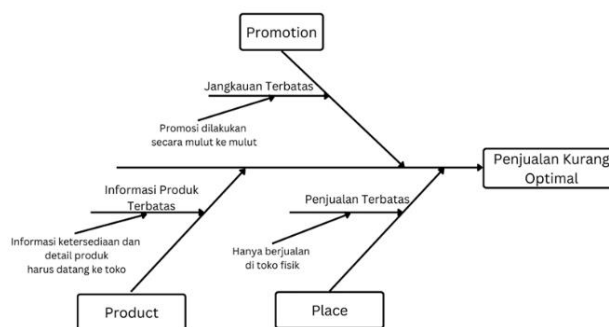 Promotion
Jangkauan Terbatas
Promosi dilakukan
secara mulut ke mulut
Penjualan Kurang
Optimal
Informasi Produk
Terbatas
Informasi ketersediaan dan
detail produk
harus datang ke toko
Penjualan Terbatas
Hanya berjualan
di toko fisik
Product
Place